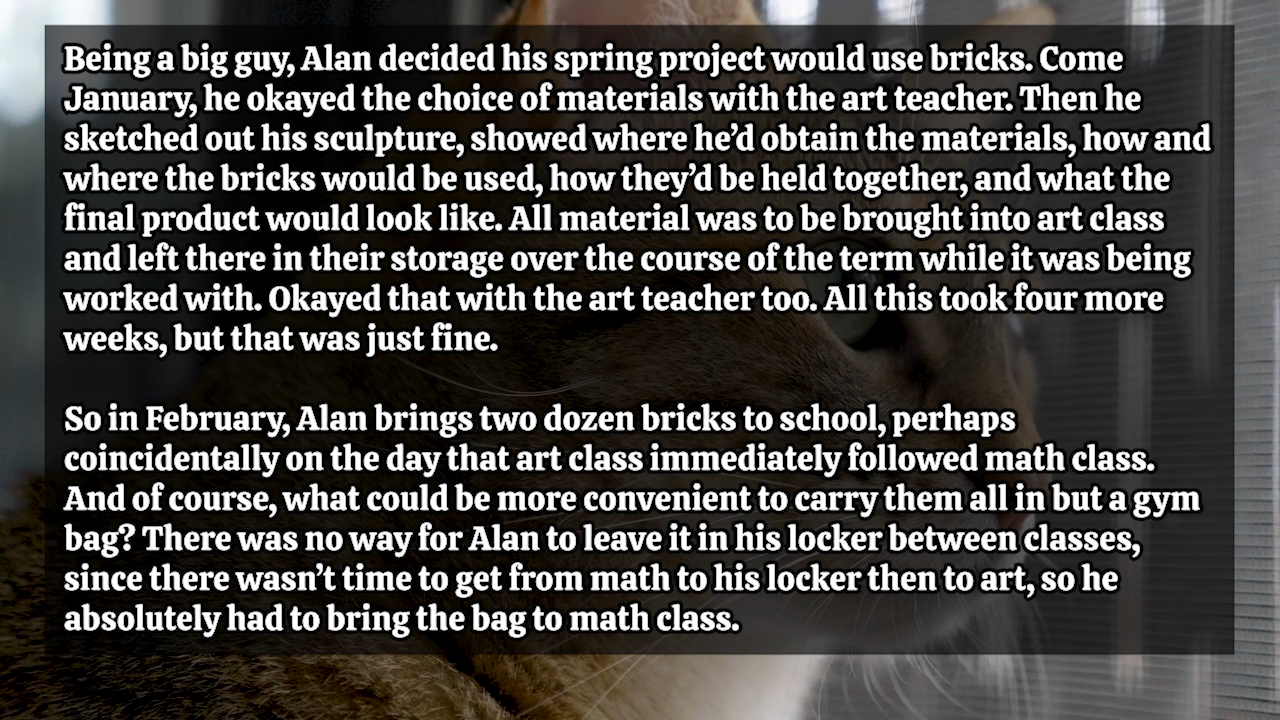 Being a big guy, Alan decided his spring project would use bricks. Come
January, he okayed the choice of materials with the art teacher. Then he
sketched out his sculpture, showed where he’d obtain the materials, how and
where the bricks would be used, how they’d be held together, and what the
final product would look like. All material was to be brought into art class
and left there in their storage over the course of the term while it was being
worked with. Okayed that with the art teacher too. All this took four more
weeks, but that was just fine.

So in February, Alan brings two dozen bricks to school, perhaps
coincidentally on the day that art class immediately followed math class.
And of course, what could be more convenient to carry them all in but a gym
bag? There was no way for Alan to leave it in his locker between classes,
since there wasn’t time to get from math to his locker then to art, so he
absolutely had to bring the bag to math class.